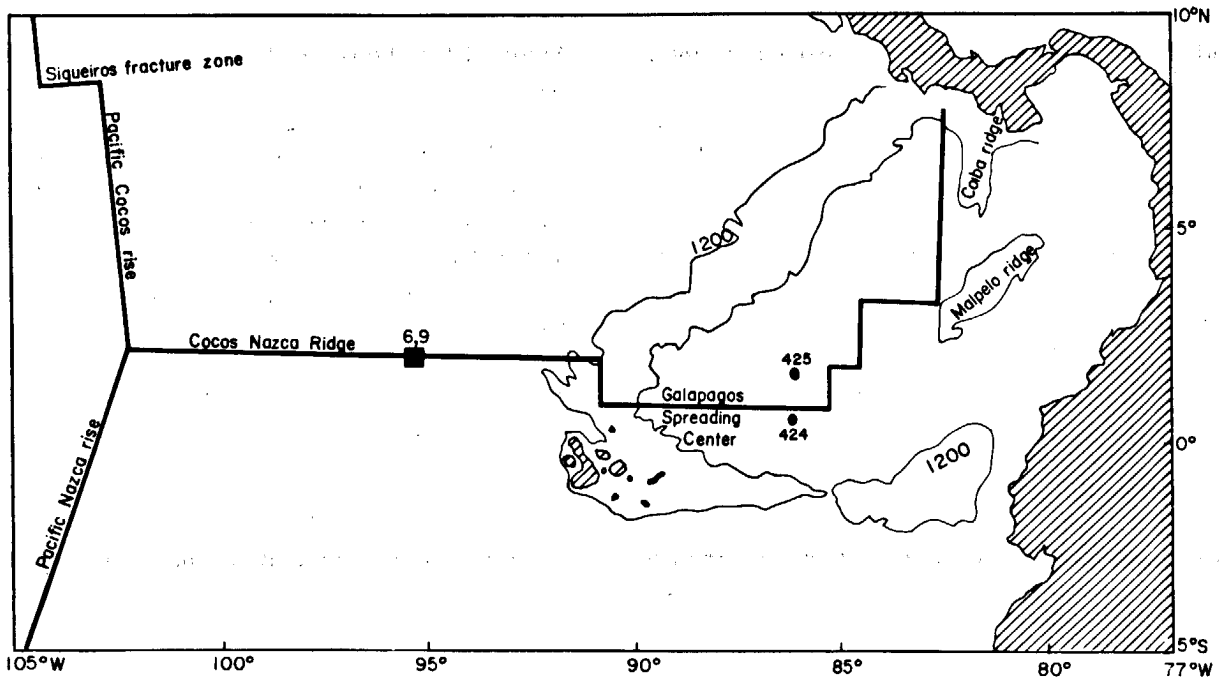 10°N
Siqueiros fracture zone
Pacific Cocos rise
Coiba ridge
1200
5°
Malpelo ridge
6,9
Cocos Nazca Ridge
425
Galapagos
Spreading
Center
424
0°
1200
Pacific Nazca rise
5°S
105°W
100°
95°
90°
85°
80°
77°W